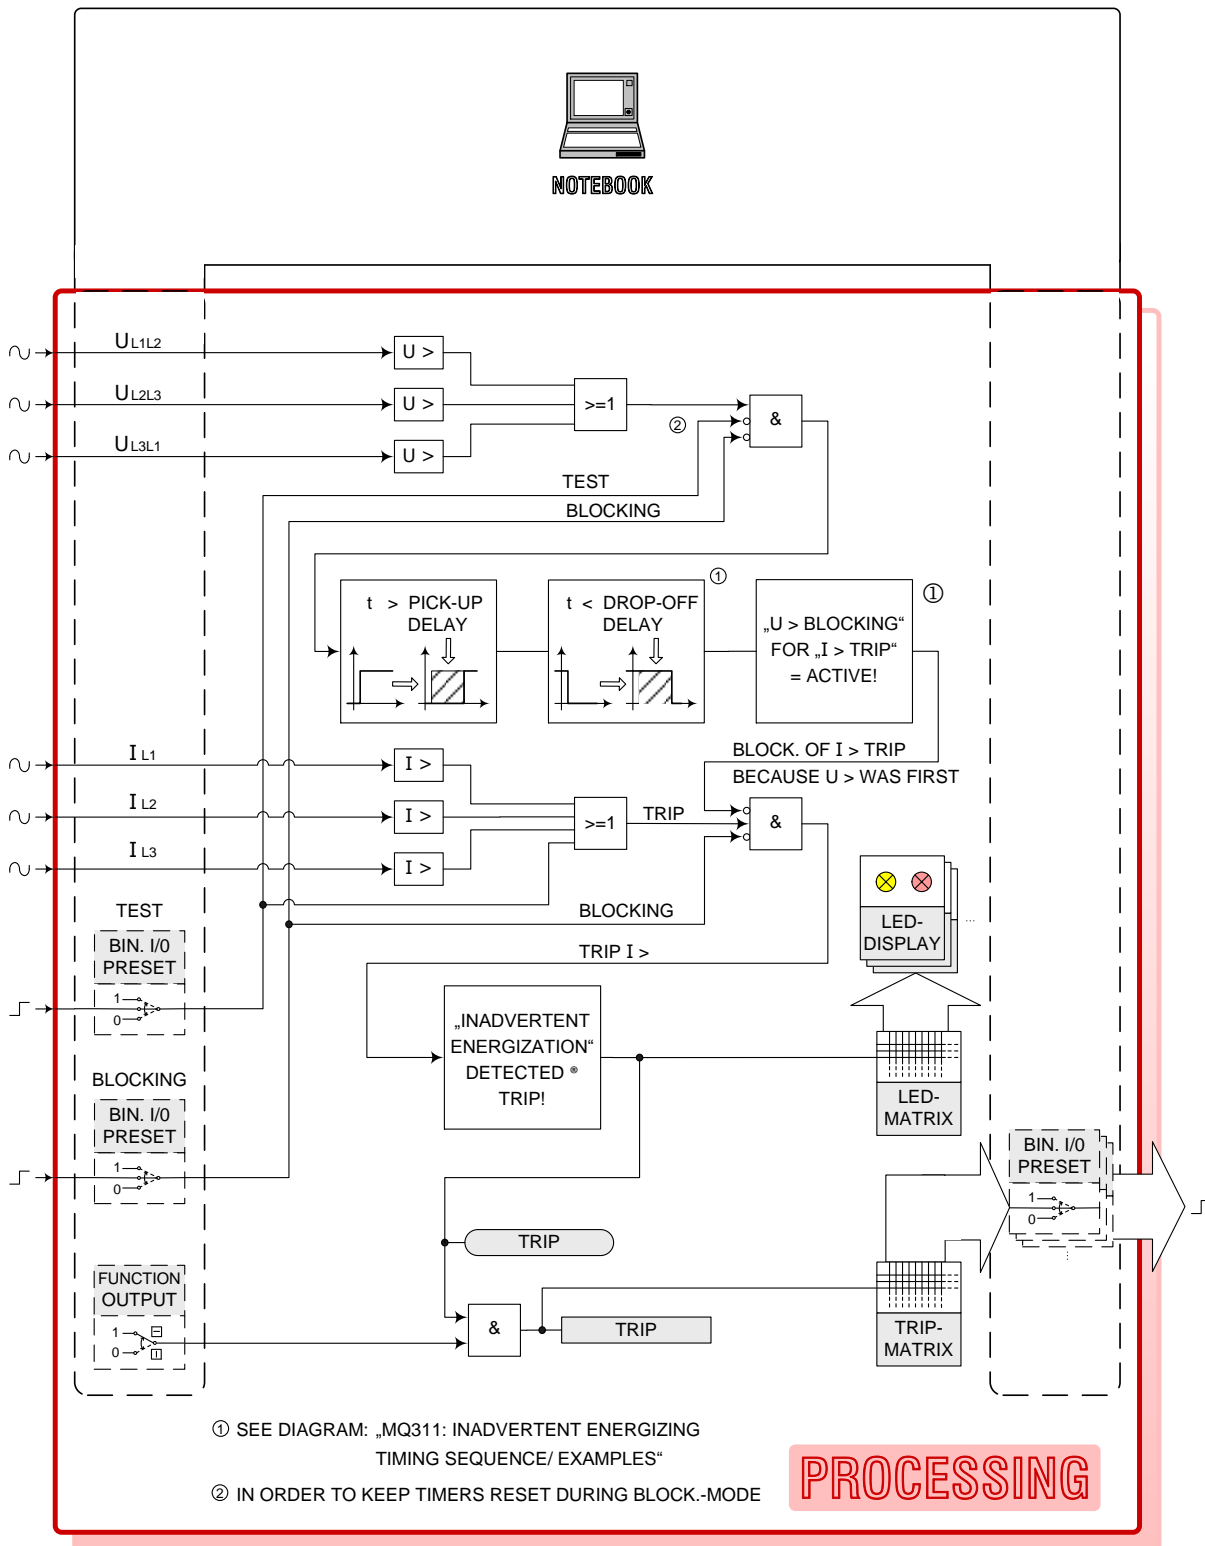 NOTEBOOK
UL1L2
U >
UL2L3
U >
>=1
&
②
UL3L1
U >
TEST
BLOCKING
①
t > PICK-UP
DELAY
t < DROP-OFF
DELAY
①
„U > BLOCKING“
FOR „I > TRIP“
= ACTIVE!
IL1
I >
BLOCK. OF I > TRIP
BECAUSE U > WAS FIRST
IL2
I >
>=1
TRIP
&
IL3
I >
TEST
BLOCKING
BIN. I/0
PRESET
1
0
TRIP I >
LED-
DISPLAY
...
„INADVERTENT
ENERGIZATION“
DETECTED ®
TRIP!
LED-
MATRIX
BLOCKING
BIN. I/0
PRESET
1
0
BIN. I/0
PRESET
1
0
...
TRIP
FUNCTION
OUTPUT
1
0
&
TRIP
TRIP-
MATRIX
① SEE DIAGRAM: „MQ311: INADVERTENT ENERGIZING
TIMING SEQUENCE/ EXAMPLES“
② IN ORDER TO KEEP TIMERS RESET DURING BLOCK.-MODE
PROCESSING